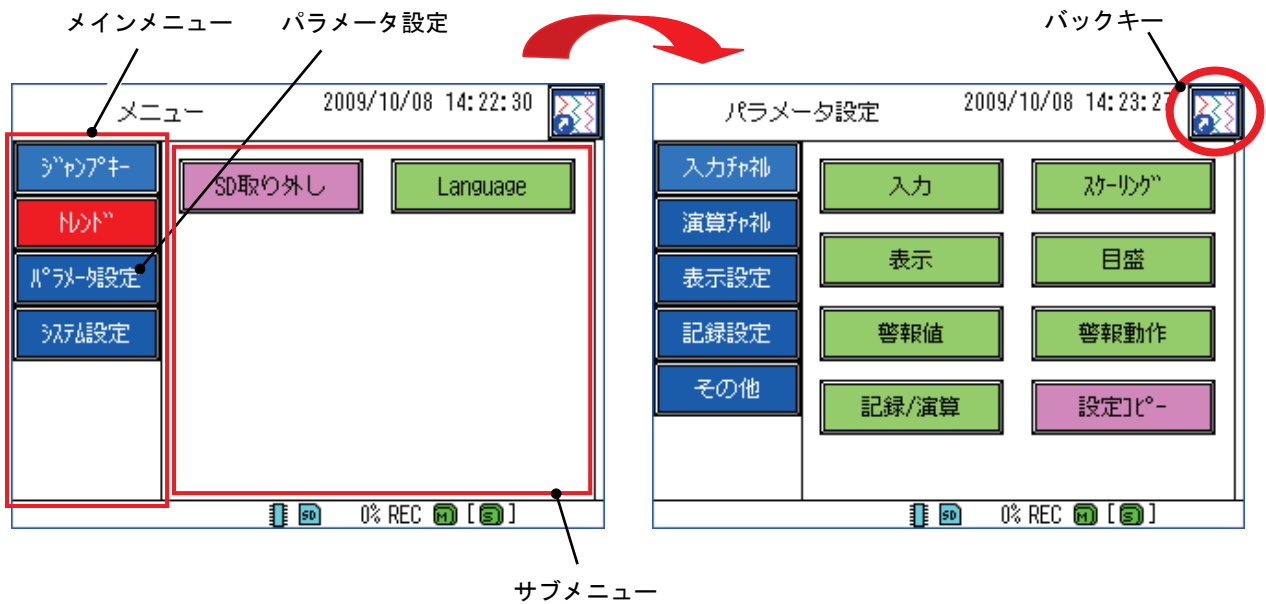 メインメニュー
パラメータ設定
バックキー
メニュー
2009/10/08 14:22:30
ｼﾞｬﾝﾌﾟｷｰ
ﾄﾚﾝﾄﾞ
ﾊﾟﾗﾒｰﾀ設定
ｼｽﾃﾑ設定
SD取り外し
Language
SD
0% REC M [S]
サブメニュー
パラメータ設定
2009/10/08 14:23:27
入力ﾁｬﾈﾙ
演算ﾁｬﾈﾙ
表示設定
記録設定
その他
入力
ｽｹｰﾘﾝｸﾞ
表示
目盛
警報値
警報動作
記録/演算
設定ｺﾋﾟｰ
SD
0% REC M [S]